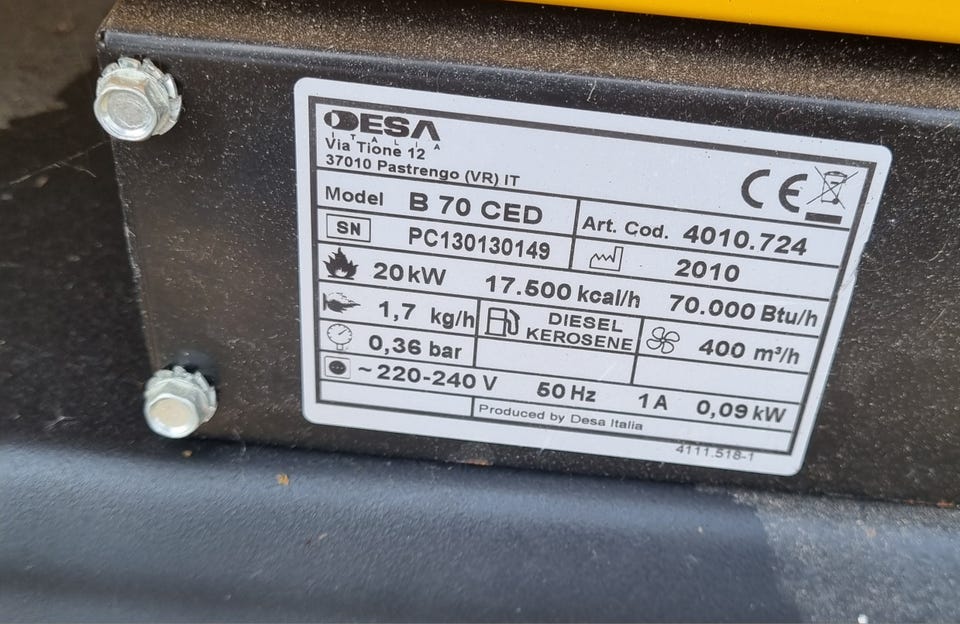 DESA
ITALIA
Via Tione 12
37010 Pastrengo (VR) IT
CE
Model B 70 CED
Art. Cod. 4010.724
SN PC130130149
2010
20kW 17.500 kcal/h 70.000 Btu/h
1,7 kg/h
DIESEL
KEROSENE
400 m³/h
0,36 bar
~220-240 V 50 Hz 1 A 0,09 kW
Produced by Desa Italia
4111.518-1